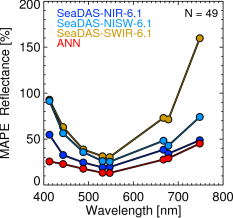 200
150
100
50
0
MAPE Reflectance [%]
SeaDAS-NIR-6.1
N = 49
SeaDAS-NISW-6.1
SeaDAS-SWIR-6.1
ANN
400 500 600 700 800
Wavelength [nm]